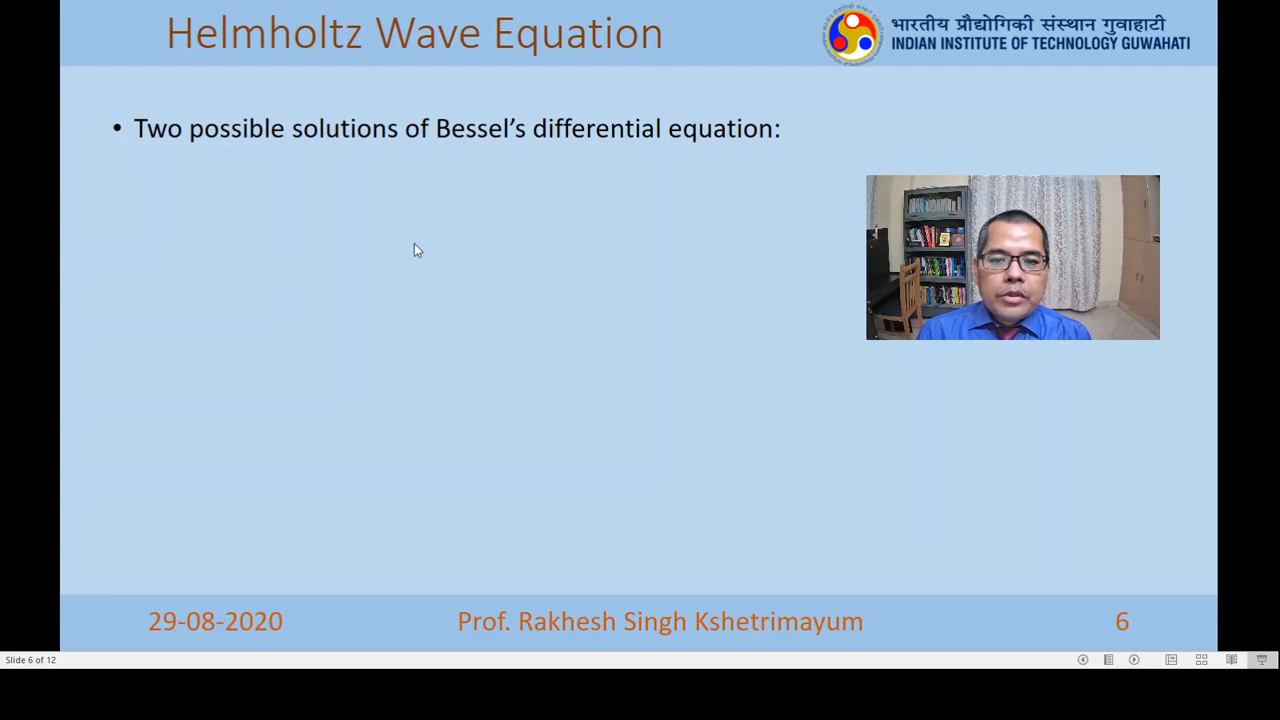 Helmholtz Wave Equation
भारतीय प्रौद्योगिकी संस्थान गुवाहाटी
INDIAN INSTITUTE OF TECHNOLOGY GUWAHATI
• Two possible solutions of Bessel’s differential equation:
29-08-2020 Prof. Rakhesh Singh Kshetrimayum 6
Slide 6 of 12